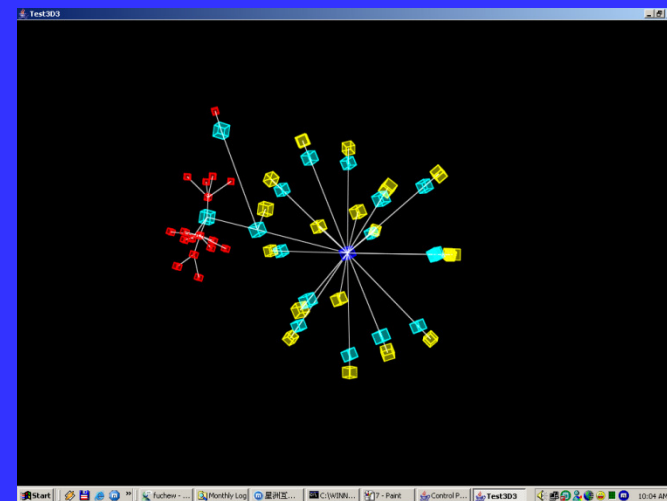 Test3D3
Start
fuchew - ...
Monthly Log
星洲互...
C:\WINN...
7 - Paint
Control P...
Test3D3
10:04 AM